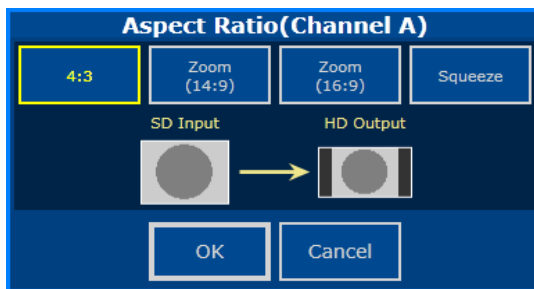 Aspect Ratio(Channel A)
4:3
Zoom
(14:9)
Zoom
(16:9)
Squeeze
SD Input
HD Output
OK
Cancel